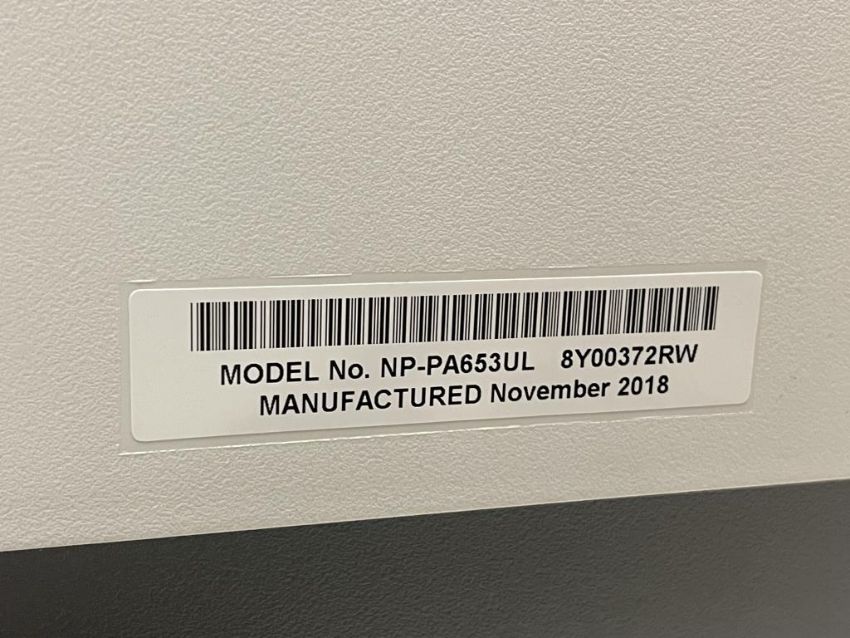 MODEL No. NP-PA653UL 8Y00372RW
MANUFACTURED November 2018